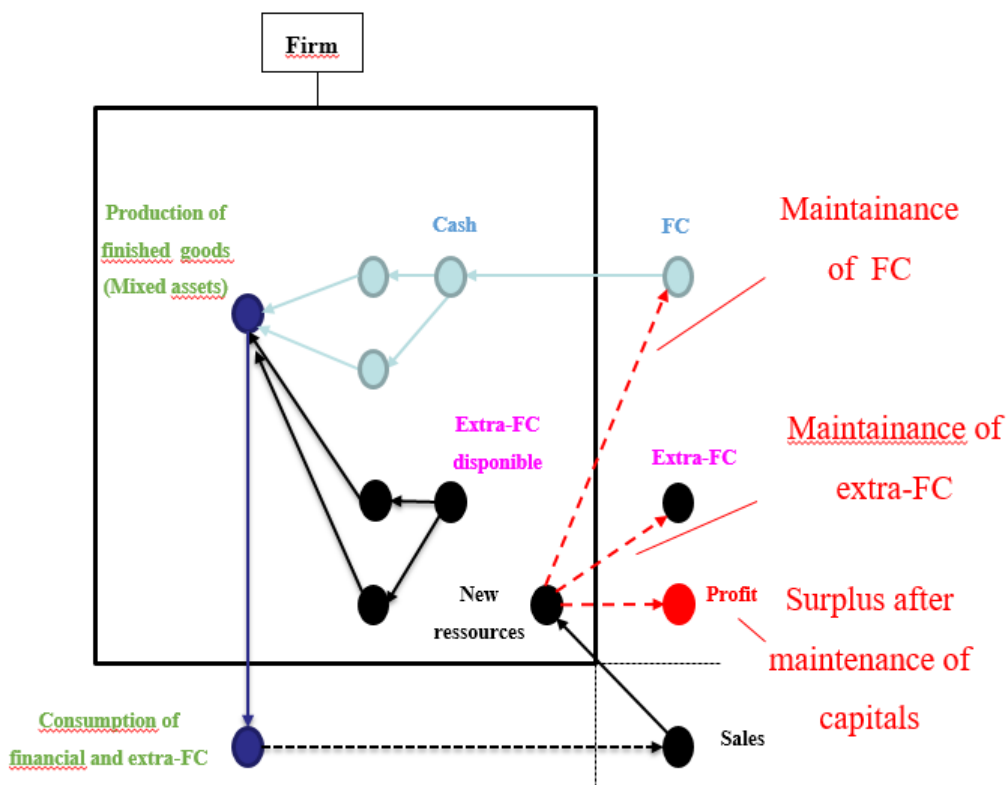 Firm
Production of
finished goods
(Mixed assets)
Cash
FC
Maintainance
of FC
Extra-FC
disponible
Extra-FC
Maintainance of
extra-FC
New
ressources
Profit
Surplus after
maintenance of
capitals
Consumption of
financial and extra-FC
Sales